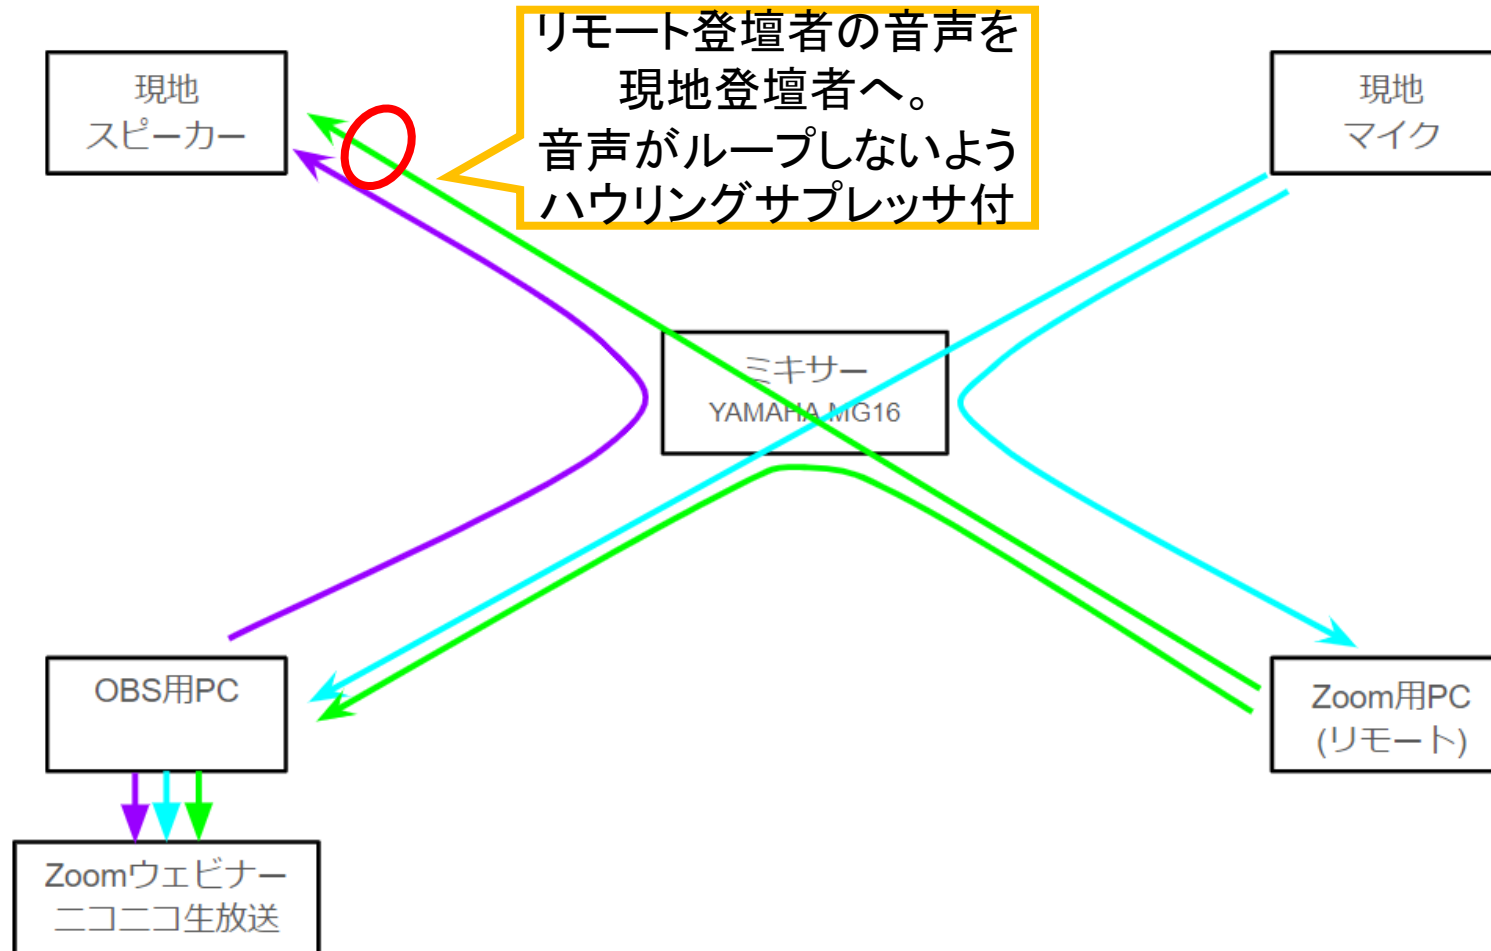 リモート登壇者の音声を
現地登壇者へ。
音声がループしないよう
ハウリングサプレッサ付
現地
スピーカー
現地
マイク
ミキサー
YAMAHA MG16
OBS用PC
Zoom用PC
(リモート)
Zoomウェビナー
ニコニコ生放送